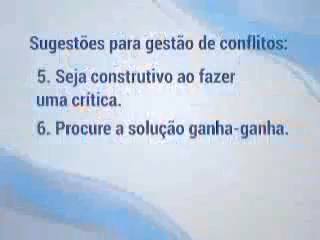 Sugestões para gestão de conflitos:
5. Seja construtivo ao fazer
uma crítica.
6. Procure a solução ganha-ganha.